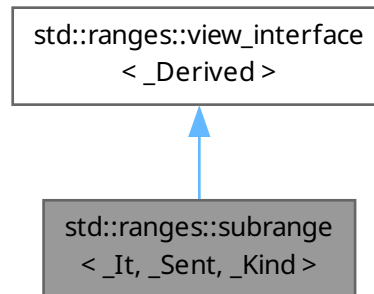 std::ranges::view_interface
< _Derived >
std::ranges::subrange
< _It, _Sent, _Kind >